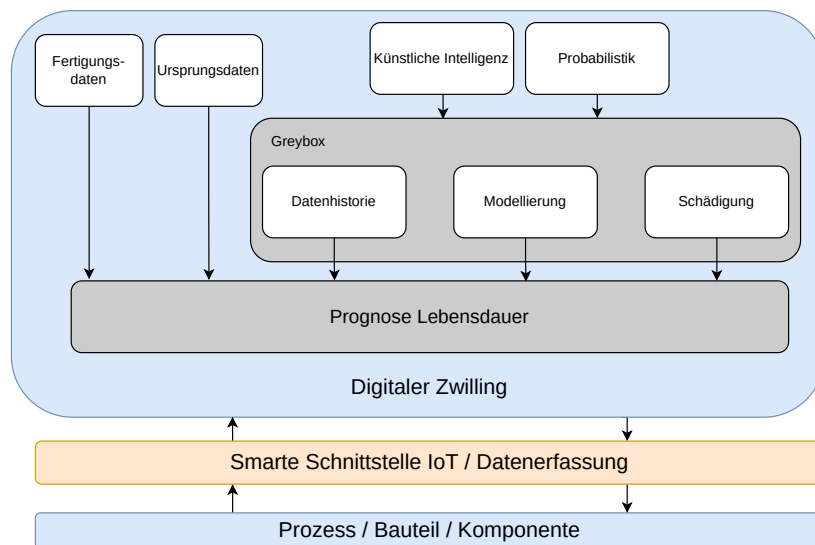 Fertigungs-
daten
Ursprungsdaten
Künstliche Intelligenz
Probabilistik
Greybox
Datenhistorie
Modellierung
Schädigung
Prognose Lebensdauer
Digitaler Zwilling
Smarte Schnittstelle IoT / Datenerfassung
Prozess / Bauteil / Komponente